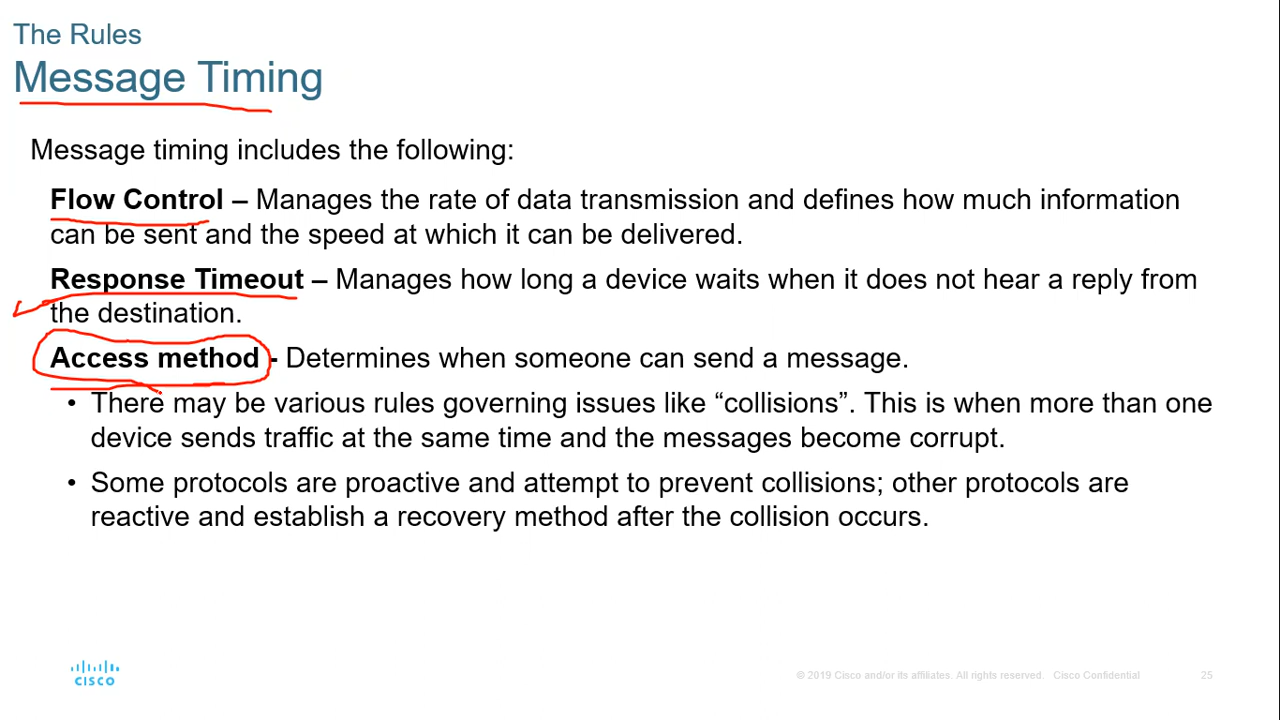 The Rules
Message Timing
Message timing includes the following:
Flow Control – Manages the rate of data transmission and defines how much information
can be sent and the speed at which it can be delivered.
Response Timeout – Manages how long a device waits when it does not hear a reply from
the destination.
Access method - Determines when someone can send a message.
• There may be various rules governing issues like “collisions”. This is when more than one
device sends traffic at the same time and the messages become corrupt.
• Some protocols are proactive and attempt to prevent collisions; other protocols are
reactive and establish a recovery method after the collision occurs.
CISCO
© 2019 Cisco and/or its affiliates. All rights reserved. Cisco Confidential
25